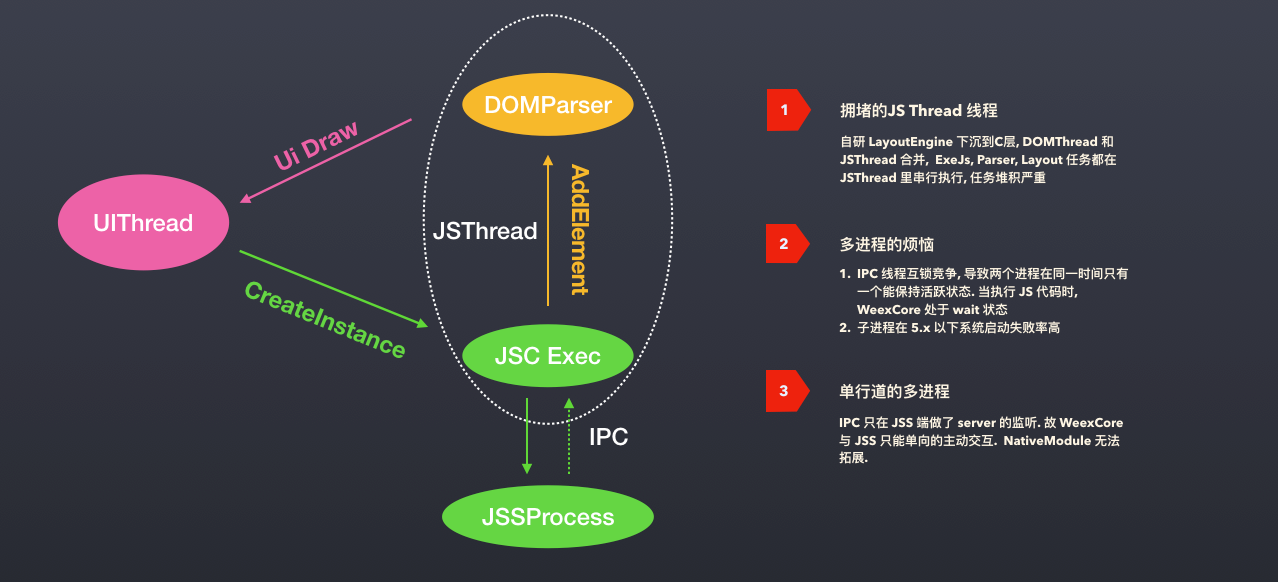 DOMParser
Ui Draw
UIThread
JSThread
AddElement
CreateInstance
JSC Exec
IPC
JSSProcess
1
拥堵的JS Thread 线程
自研 LayoutEngine 下沉到C层, DOMThread 和
JSThread 合并, ExeJs, Parser, Layout 任务都在
JSThread 里串行执行, 任务堆积严重
2
多进程的烦恼
1. IPC 线程互锁竞争, 导致两个进程在同一时间只有
一个能保持活跃状态. 当执行 JS 代码时,
WeexCore 处于 wait 状态
2. 子进程在 5.x 以下系统启动失败率高
3
单行道的多进程
IPC 只在 JSS 端做了 server 的监听. 故 WeexCore
与 JSS 只能单向的主动交互. NativeModule 无法
拓展.